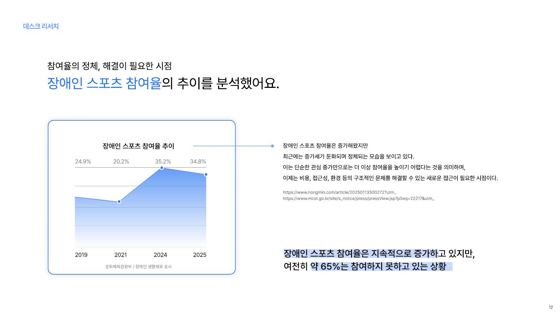 데스크 리서치
참여율의 정체, 해결이 필요한 시점
장애인 스포츠 참여율의 추이를 분석했어요.
장애인 스포츠 참여율 추이
24.9% 20.2% 35.2% 34.8%
2019 2021 2024 2025
장애인 스포츠 참여율은 증가해왔지만
최근에는 증가세가 둔화되며 정체되는 모습을 보이고 있다.
이는 단순한 관심 증가만으로는 더 이상 참여율을 높이기 어렵다는 것을 의미하며,
이제는 비용, 접근성, 환경 등의 구조적인 문제를 해결할 수 있는 새로운 접근이 필요한 시점이다.
장애인 스포츠 참여율은 지속적으로 증가하고 있지만,
여전히 약 65%는 참여하지 못하고 있는 상황
12